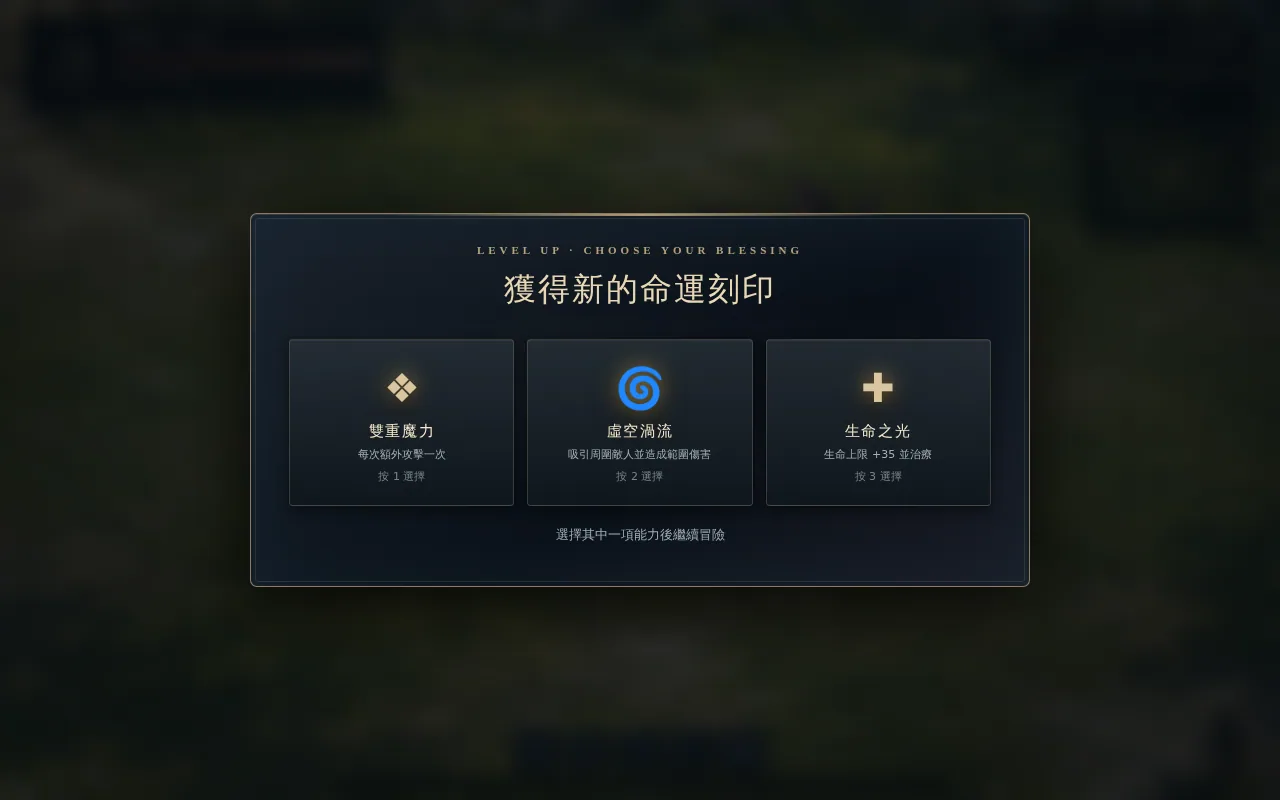 LEVEL UP · CHOOSE YOUR BLESSING
獲得新的命運刻印
雙重魔力
每次額外攻擊一次
按 1 選擇
虛空渦流
吸引周圍敵人並造成範圍傷害
按 2 選擇
生命之光
生命上限 +35 並治療
按 3 選擇
選擇其中一項能力後繼續冒險